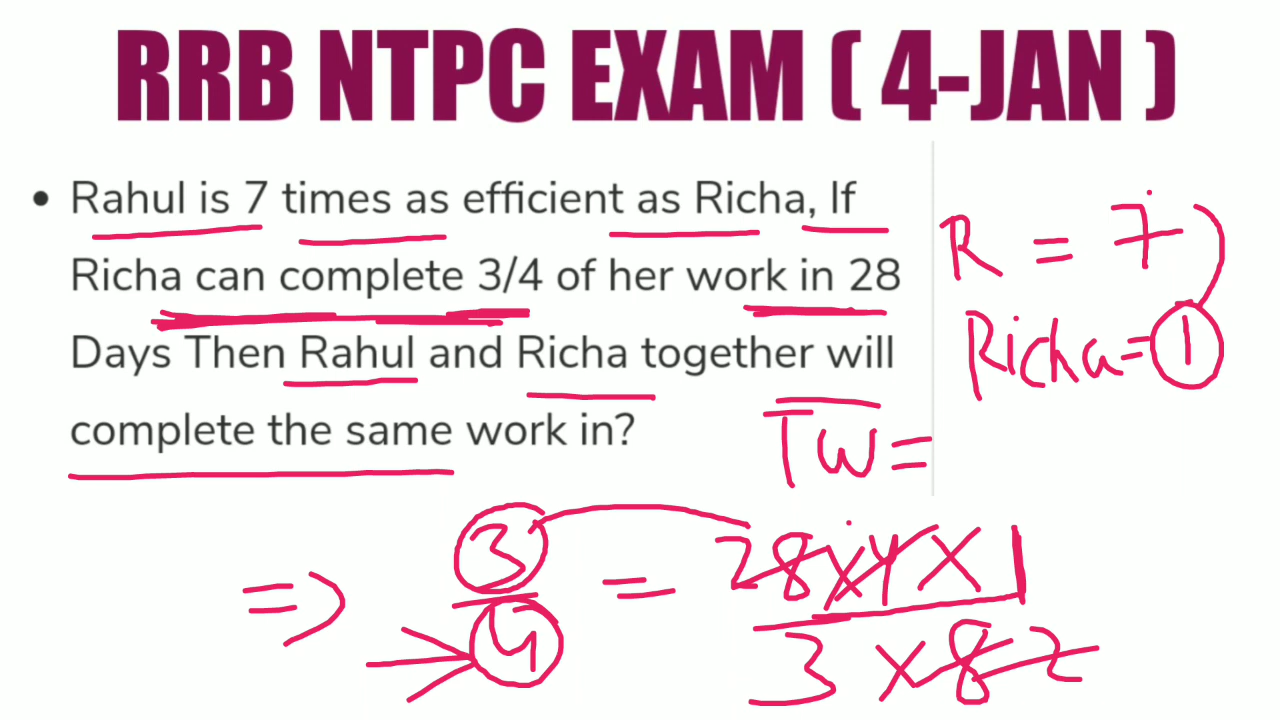 RRB NTPC EXAM ( 4-JAN )
• Rahul is 7 times as efficient as Richa, If
Richa can complete 3/4 of her work in 28
Days Then Rahul and Richa together will
complete the same work in?
R = 7
Richa = 1
TW =
=> 3/4 = 28 x 4 x 1
3 x 8 2